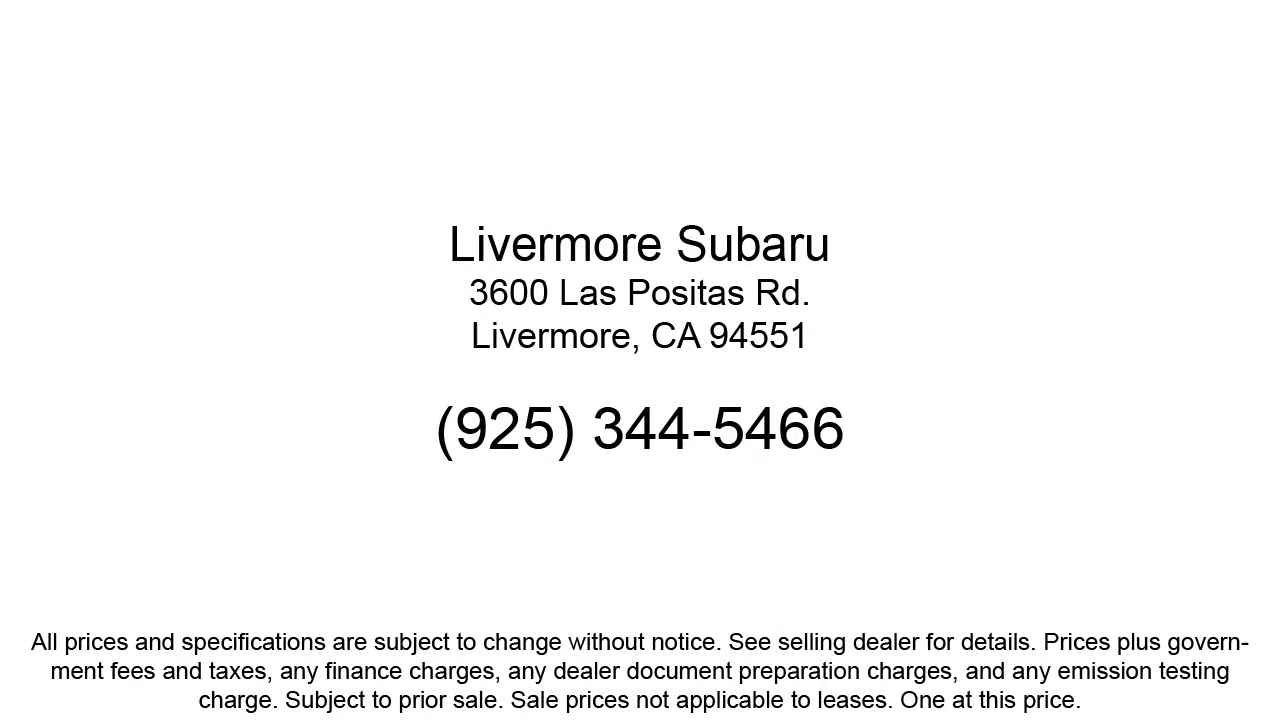 Livermore Subaru
3600 Las Positas Rd.
Livermore, CA 94551
(925) 344-5466
All prices and specifications are subject to change without notice. See selling dealer for details. Prices plus govern-
ment fees and taxes, any finance charges, any dealer document preparation charges, and any emission testing
charge. Subject to prior sale. Sale prices not applicable to leases. One at this price.